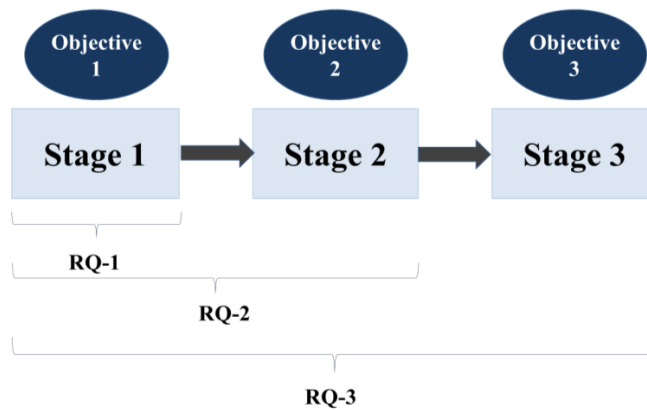 Objective
1
Objective
2
Objective
3
Stage 1
Stage 2
Stage 3
RQ-1
RQ-2
RQ-3